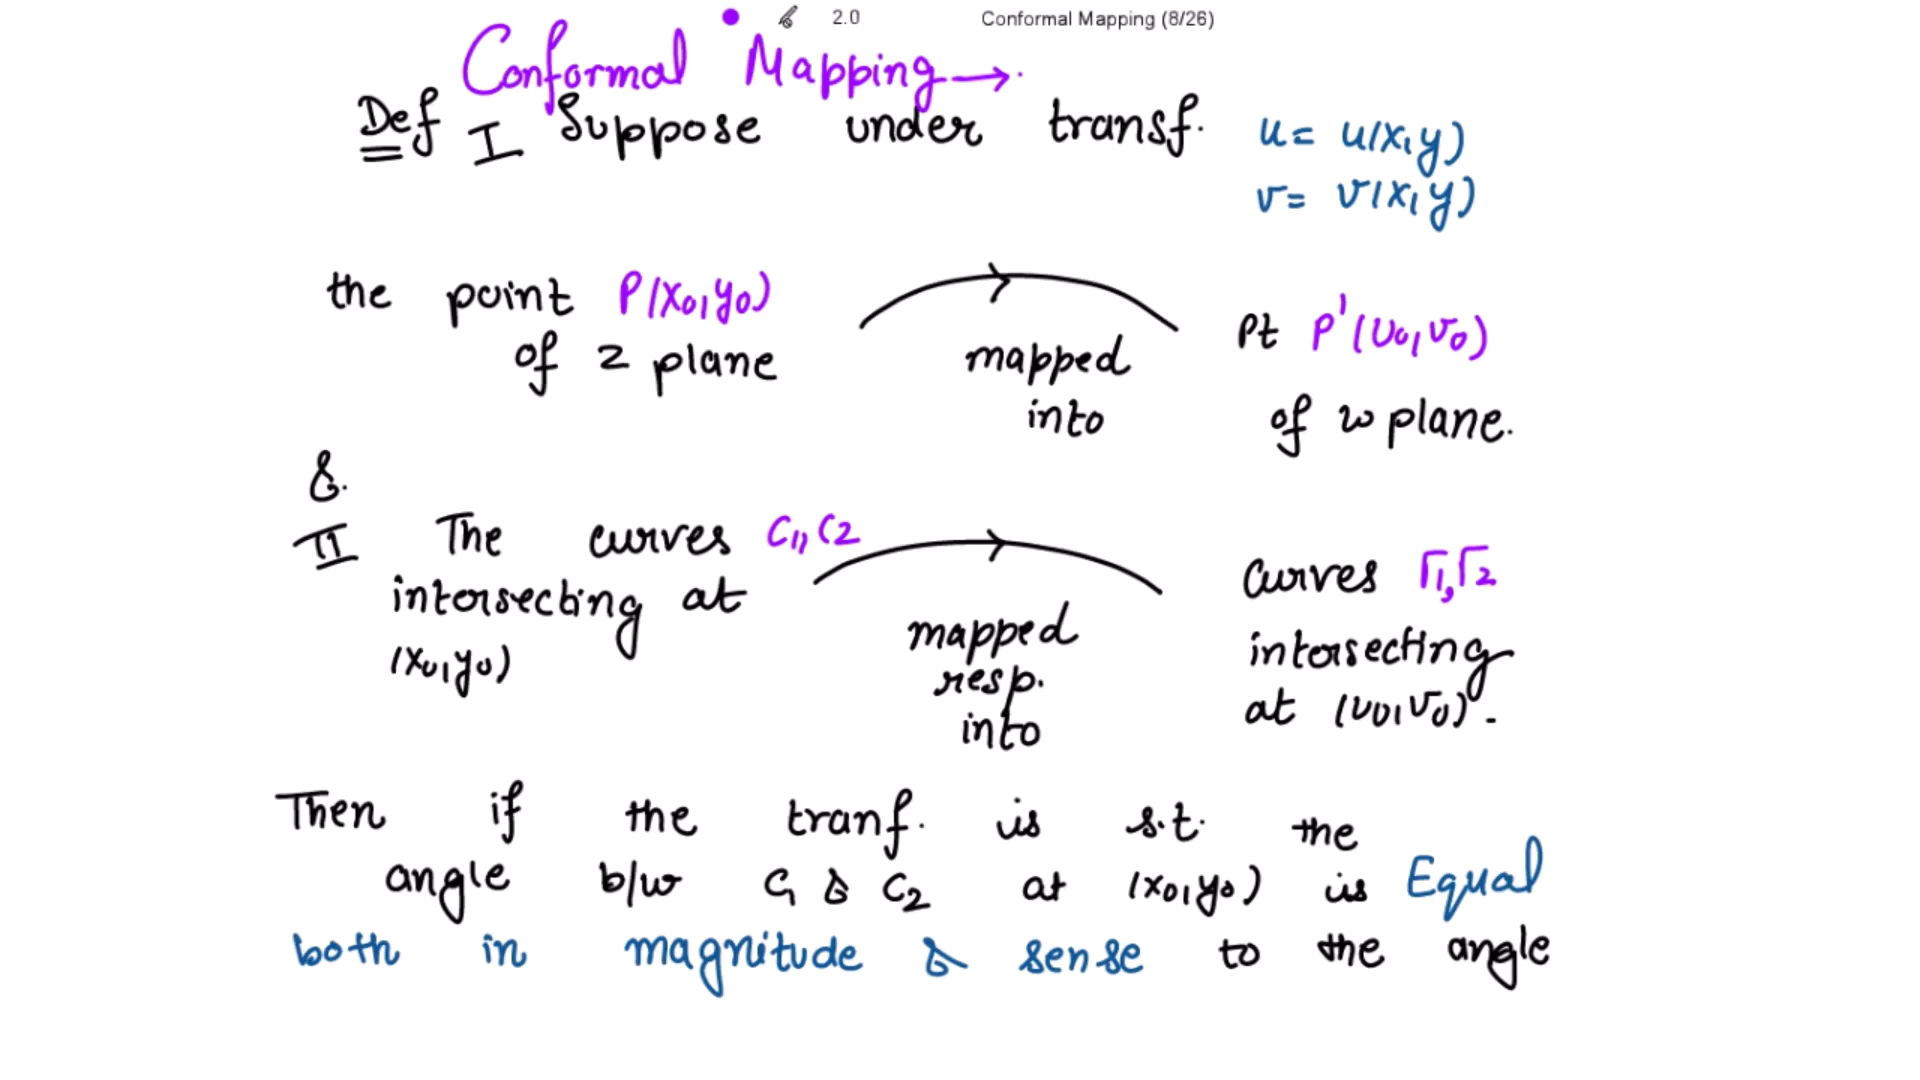 2.0 Conformal Mapping (8/26)
Conformal Mapping →
Def I Suppose under transf. u = u(x,y)
v = v(x,y)
the point P(x0,y0)
of z plane
mapped
into
Pt P'(u0,v0)
of w plane.
&.
II The curves C1, C2
intersecting at
(x0,y0)
mapped
resp.
into
Curves Γ1, Γ2
intersecting
at (u0,v0).
Then if the tranf. is s.t. the
angle b/w C1 & C2 at (x0,y0) is Equal
both in magnitude & sense to the angle